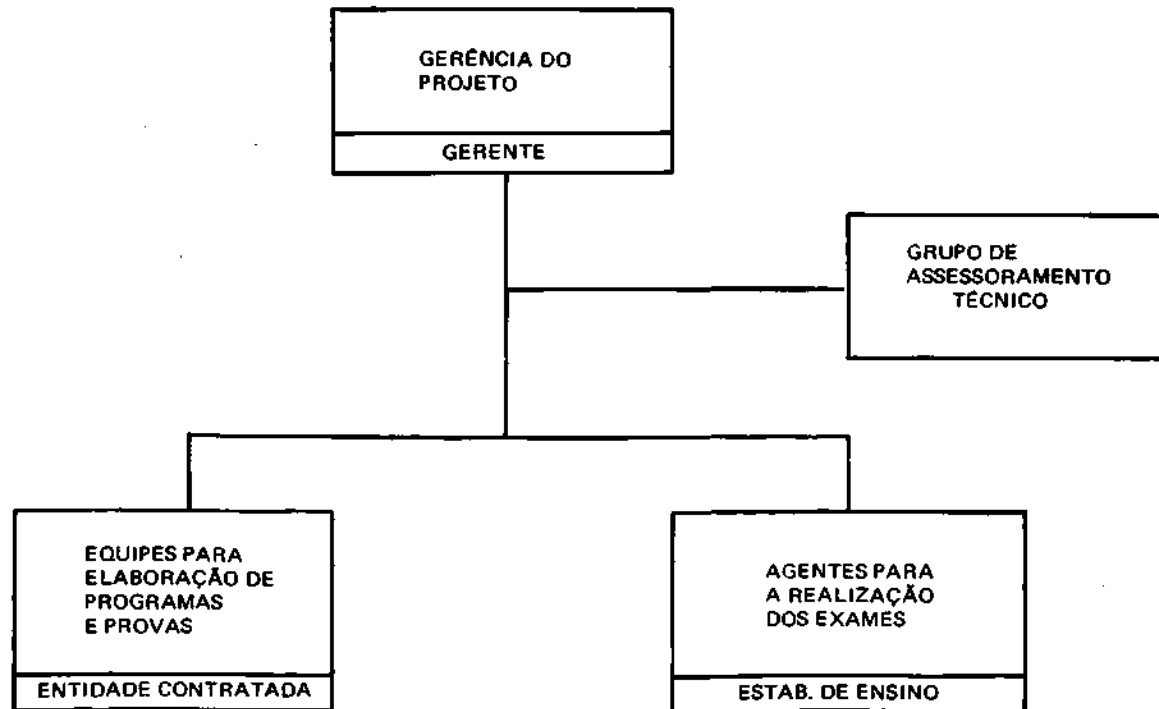 GERÊNCIA DO
PROJETO
GERENTE
GRUPO DE
ASSESSORAMENTO
TÉCNICO
EQUIPES PARA
ELABORAÇÃO DE
PROGRAMAS
E PROVAS
ENTIDADE CONTRATADA
AGENTES PARA
A REALIZAÇÃO
DOS EXAMES
ESTAB. DE ENSINO